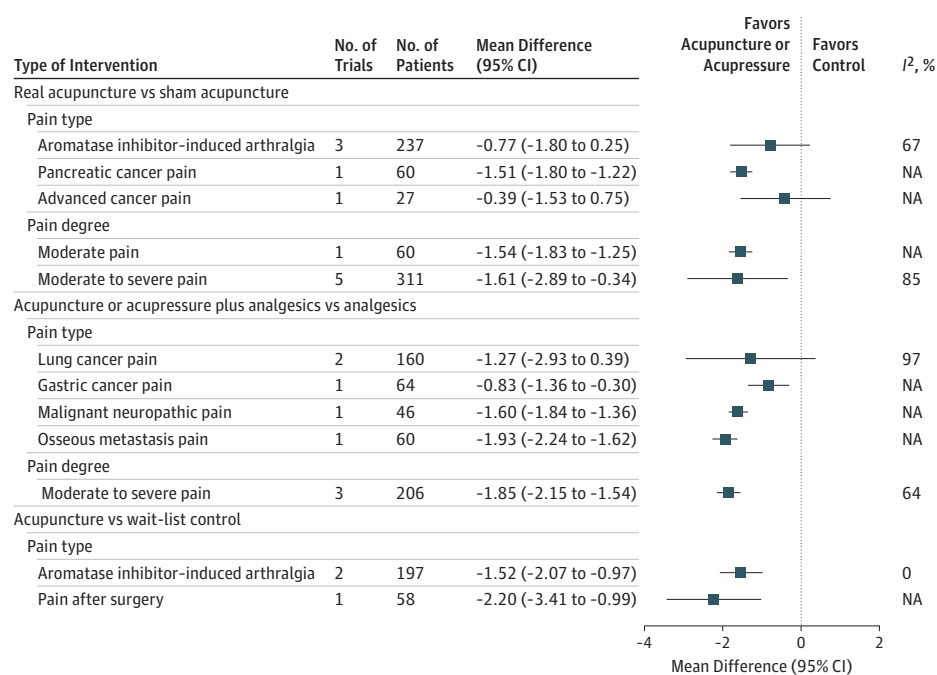 Favors
Acupuncture or
Acupressure
Favors
Control
Type of Intervention No. of Trials No. of Patients Mean Difference (95% CI) I², %
Real acupuncture vs sham acupuncture
Pain type
Aromatase inhibitor-induced arthralgia 3 237 -0.77 (-1.80 to 0.25) 67
Pancreatic cancer pain 1 60 -1.51 (-1.80 to -1.22) NA
Advanced cancer pain 1 27 -0.39 (-1.53 to 0.75) NA
Pain degree
Moderate pain 1 60 -1.54 (-1.83 to -1.25) NA
Moderate to severe pain 5 311 -1.61 (-2.89 to -0.34) 85
Acupuncture or acupressure plus analgesics vs analgesics
Pain type
Lung cancer pain 2 160 -1.27 (-2.93 to 0.39) 97
Gastric cancer pain 1 64 -0.83 (-1.36 to -0.30) NA
Malignant neuropathic pain 1 46 -1.60 (-1.84 to -1.36) NA
Osseous metastasis pain 1 60 -1.93 (-2.24 to -1.62) NA
Pain degree
Moderate to severe pain 3 206 -1.85 (-2.15 to -1.54) 64
Acupuncture vs wait-list control
Pain type
Aromatase inhibitor-induced arthralgia 2 197 -1.52 (-2.07 to -0.97) 0
Pain after surgery 1 58 -2.20 (-3.41 to -0.99) NA
-4 -2 0 2
Mean Difference (95% CI)